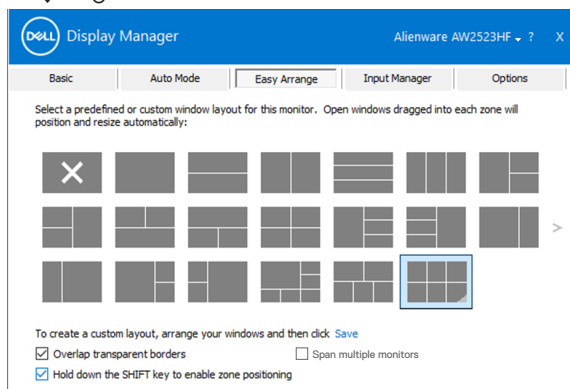 DELL Display Manager Alienware AW2523HF ? X
Basic Auto Mode Easy Arrange Input Manager Options
Select a predefined or custom window layout for this monitor. Open windows dragged into each zone will
position and resize automatically:
To create a custom layout, arrange your windows and then click Save
Overlap transparent borders Span multiple monitors
Hold down the SHIFT key to enable zone positioning